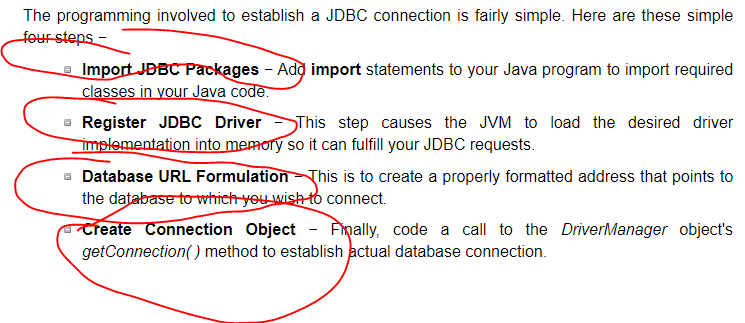 The programming involved to establish a JDBC connection is fairly simple. Here are these simple
four steps −
Import JDBC Packages − Add import statements to your Java program to import required
classes in your Java code.
Register JDBC Driver − This step causes the JVM to load the desired driver
implementation into memory so it can fulfill your JDBC requests.
Database URL Formulation − This is to create a properly formatted address that points to
the database to which you wish to connect.
Create Connection Object − Finally, code a call to the DriverManager object's
getConnection( ) method to establish actual database connection.